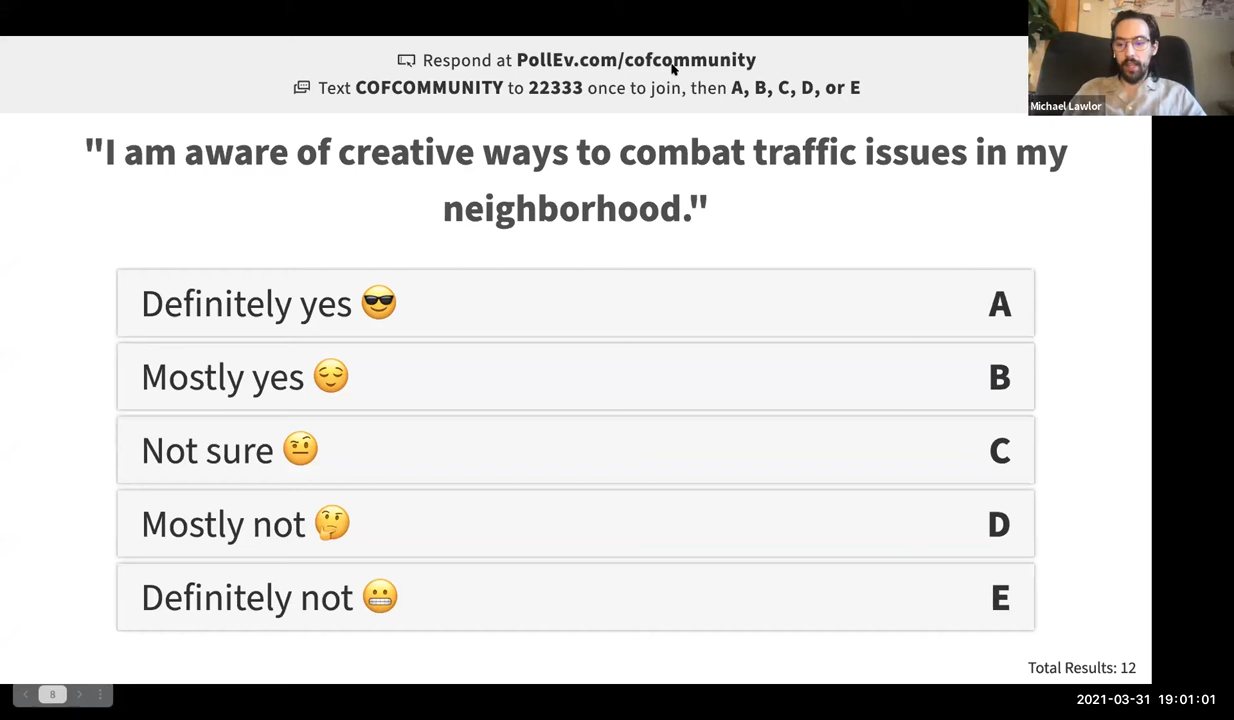 Respond at PollEv.com/cofcommunity
Text COFCOMMUNITY to 22333 once to join, then A, B, C, D, or E
Michael Lawlor
"I am aware of creative ways to combat traffic issues in my
neighborhood."
Definitely yes 😎 A
Mostly yes 😌 B
Not sure 🤨 C
Mostly not 🤔 D
Definitely not 😬 E
Total Results: 12
8
2021-03-31 19:01:01